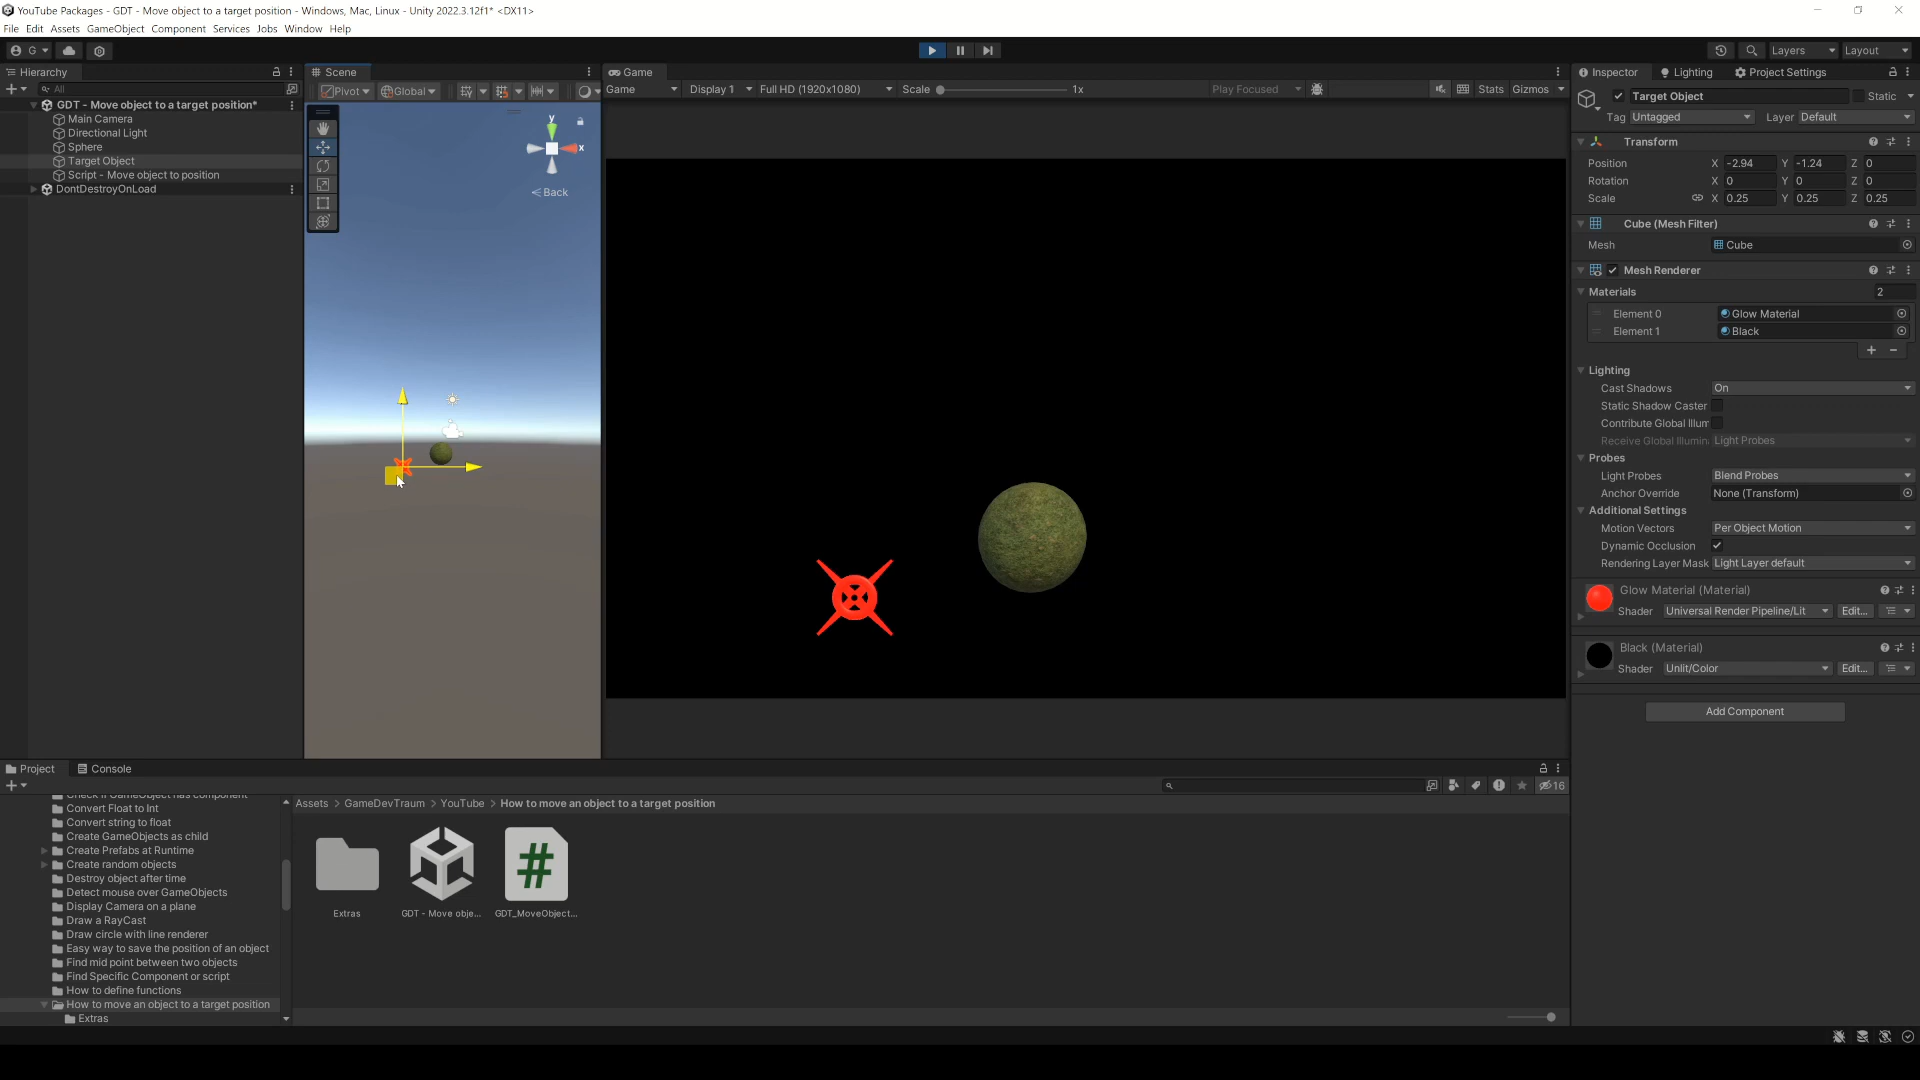 YouTube Packages - GDT - Move object to a target position - Windows, Mac, Linux - Unity 2022.3.12f1* <DX11>
File Edit Assets GameObject Component Services Jobs Window Help
G Layers Layout
Hierarchy
All
GDT - Move object to a target position*
Main Camera
Directional Light
Sphere
Target Object
Script - Move object to position
DontDestroyOnLoad
Scene
Pivot Global
y
x
Back
Game
Game Display 1 Full HD (1920x1080) Scale 1x Play Focused Stats Gizmos
Inspector Lighting Project Settings
Target Object Static
Tag Untagged Layer Default
Transform
Position X -2.94 Y -1.24 Z 0
Rotation X 0 Y 0 Z 0
Scale X 0.25 Y 0.25 Z 0.25
Cube (Mesh Filter)
Mesh Cube
Mesh Renderer
Materials 2
Element 0 Glow Material
Element 1 Black
Lighting
Cast Shadows On
Static Shadow Caster
Contribute Global Illum
Receive Global Illumin Light Probes
Probes
Light Probes Blend Probes
Anchor Override None (Transform)
Additional Settings
Motion Vectors Per Object Motion
Dynamic Occlusion
Rendering Layer Mask Light Layer default
Glow Material (Material)
Shader Universal Render Pipeline/Lit Edit...
Black (Material)
Shader Unlit/Color Edit...
Add Component
Project Console
16
Check if GameObject has component
Convert Float to Int
Convert string to float
Create GameObjects as child
Create Prefabs at Runtime
Create random objects
Destroy object after time
Detect mouse over GameObjects
Display Camera on a plane
Draw a RayCast
Draw circle with line renderer
Easy way to save the position of an object
Find mid point between two objects
Find Specific Component or script
How to define functions
How to move an object to a target position
Extras
Assets > GameDevTraum > YouTube > How to move an object to a target position
Extras
GDT - Move obje...
GDT_MoveObject...